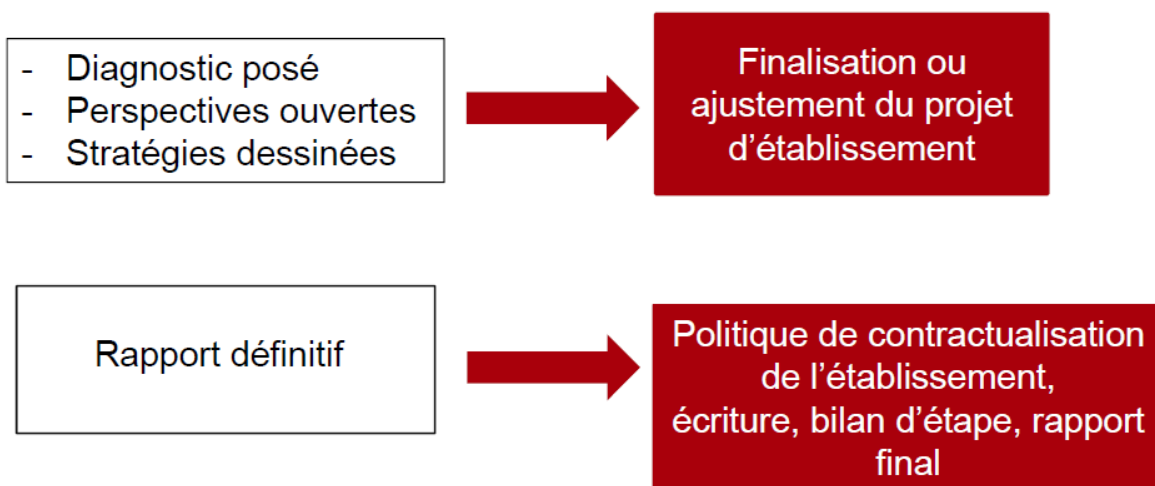 - Diagnostic posé
- Perspectives ouvertes
- Stratégies dessinées
Finalisation ou
ajustement du projet
d’établissement
Rapport définitif
Politique de contractualisation
de l’établissement,
écriture, bilan d’étape, rapport
final